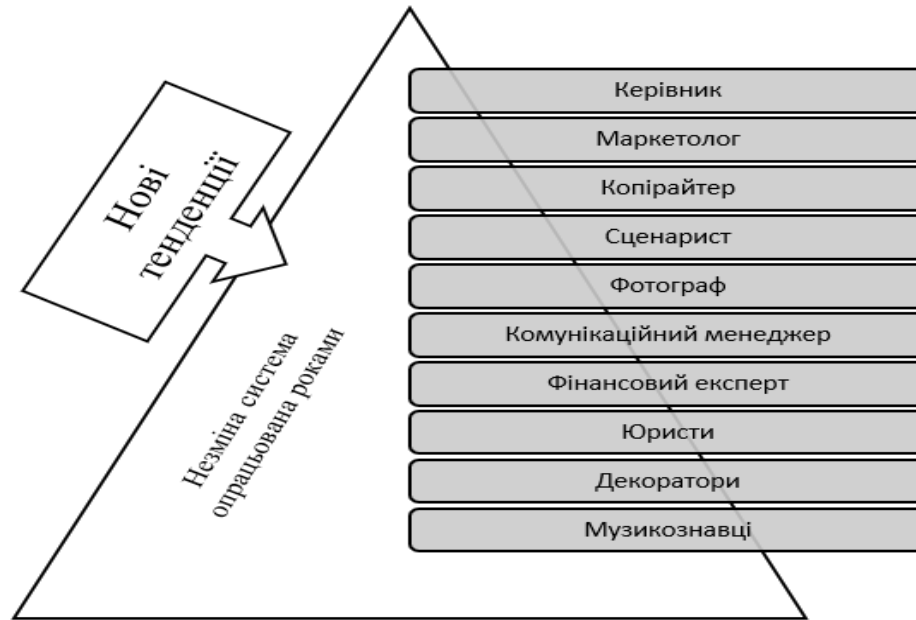 Нові
тенденції
Незміна система
опрацьована роками
Керівник
Маркетолог
Копірайтер
Сценарист
Фотограф
Комунікаційний менеджер
Фінансовий експерт
Юристи
Декоратори
Музикознавці